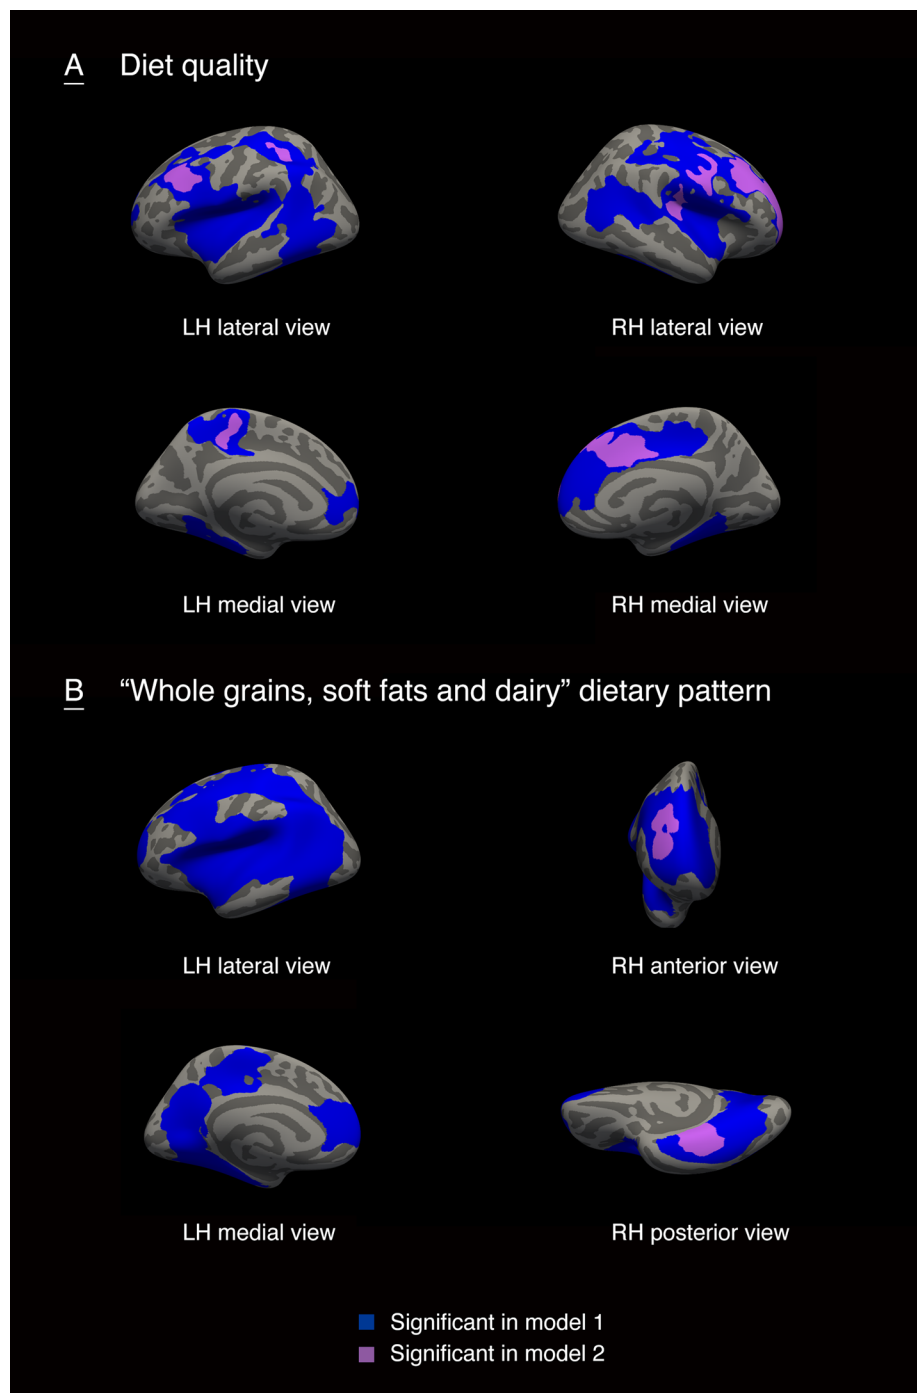 A Diet quality
LH lateral view
RH lateral view
LH medial view
RH medial view
B “Whole grains, soft fats and dairy” dietary pattern
LH lateral view
RH anterior view
LH medial view
RH posterior view
Significant in model 1
Significant in model 2